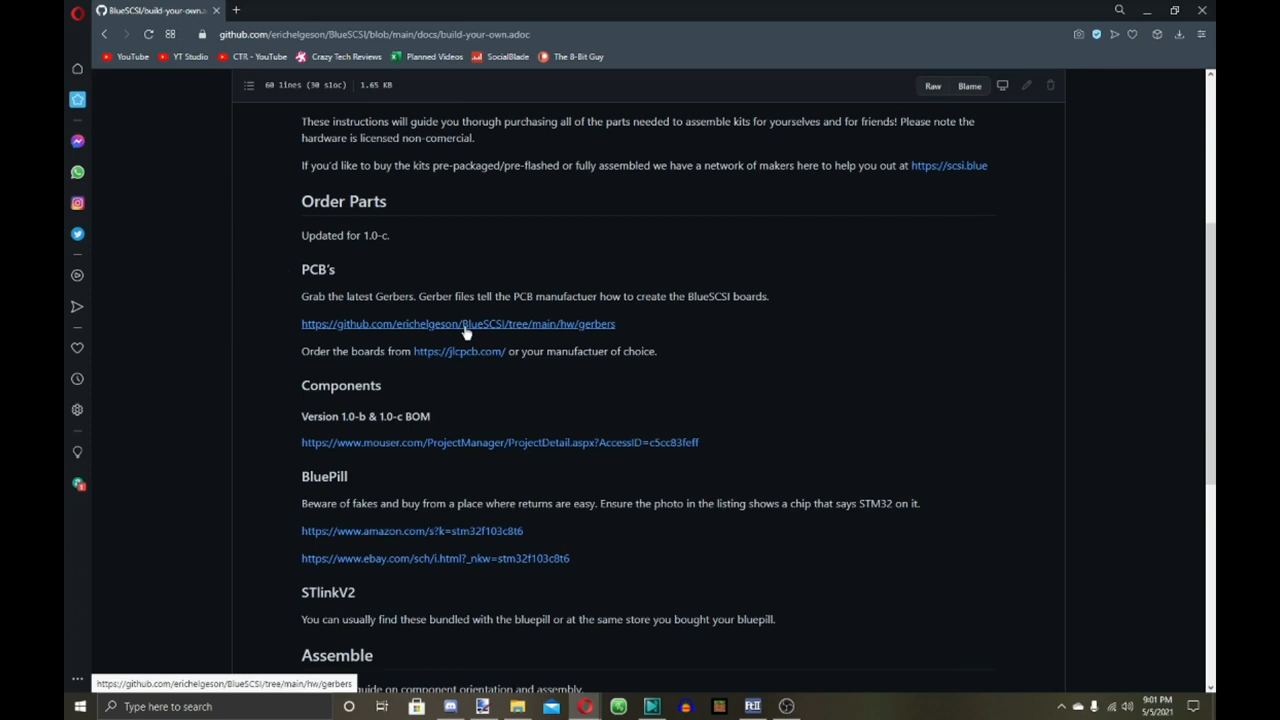 BlueSCSI/build-your-own.a
github.com/erichelgeson/BlueSCSI/blob/main/docs/build-your-own.adoc
YouTube YT Studio CTR - YouTube Crazy Tech Reviews Planned Videos SocialBlade The 8-Bit Guy
60 lines (30 sloc) 1.65 KB Raw Blame
These instructions will guide you thorugh purchasing all of the parts needed to assemble kits for yourselves and for friends! Please note the
hardware is licensed non-comercial.
If you'd like to buy the kits pre-packaged/pre-flashed or fully assembled we have a network of makers here to help you out at https://scsi.blue
Order Parts
Updated for 1.0-c.
PCB's
Grab the latest Gerbers. Gerber files tell the PCB manufactuer how to create the BlueSCSI boards.
https://github.com/erichelgeson/BlueSCSI/tree/main/hw/gerbers
Order the boards from https://jlcpcb.com/ or your manufactuer of choice.
Components
Version 1.0-b & 1.0-c BOM
https://www.mouser.com/ProjectManager/ProjectDetail.aspx?AccessID=c5cc83feff
BluePill
Beware of fakes and buy from a place where returns are easy. Ensure the photo in the listing shows a chip that says STM32 on it.
https://www.amazon.com/s?k=stm32f103c8t6
https://www.ebay.com/sch/i.html?_nkw=stm32f103c8t6
STlinkV2
You can usually find these bundled with the bluepill or at the same store you bought your bluepill.
Assemble
guide on component orientation and assembly.
https://github.com/erichelgeson/BlueSCSI/tree/main/hw/gerbers
Type here to search
9:01 PM
5/5/2021